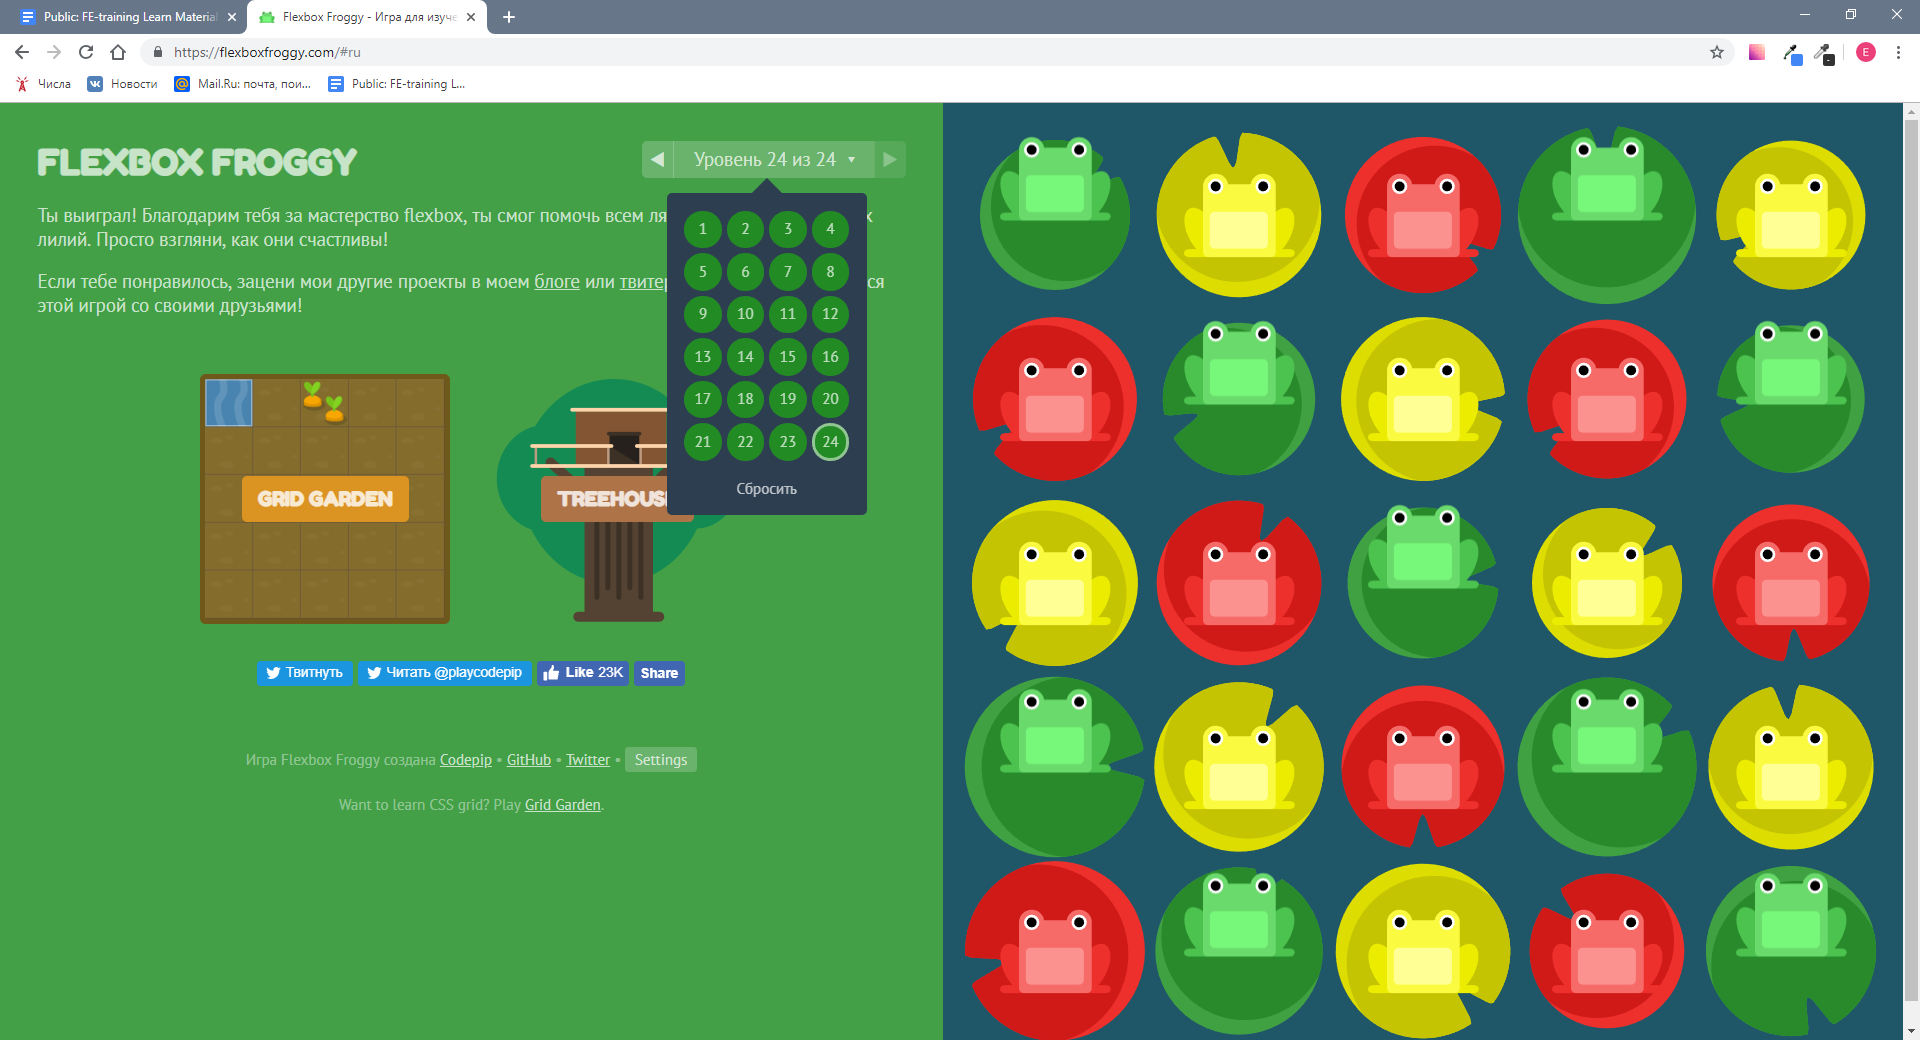 Public: FE-training Learn Material
Flexbox Froggy - Игра для изуче
https://flexboxfroggy.com/#ru
E
Числа
Новости
Mail.Ru: почта, пои...
Public: FE-training L...
FLEXBOX FROGGY
Уровень 24 из 24 ▼
Ты выиграл! Благодарим тебя за мастерство flexbox, ты смог помочь всем ля х
лилий. Просто взгляни, как они счастливы!
Если тебе понравилось, зацени мои другие проекты в моем блоге или твитер ся
этой игрой со своими друзьями!
1 2 3 4
5 6 7 8
9 10 11 12
13 14 15 16
17 18 19 20
21 22 23 24
Сбросить
GRID GARDEN
TREEHOUS
Твитнуть
Читать @playcodepip
Like 23K
Share
Игра Flexbox Froggy создана Codepip • GitHub • Twitter • Settings
Want to learn CSS grid? Play Grid Garden.